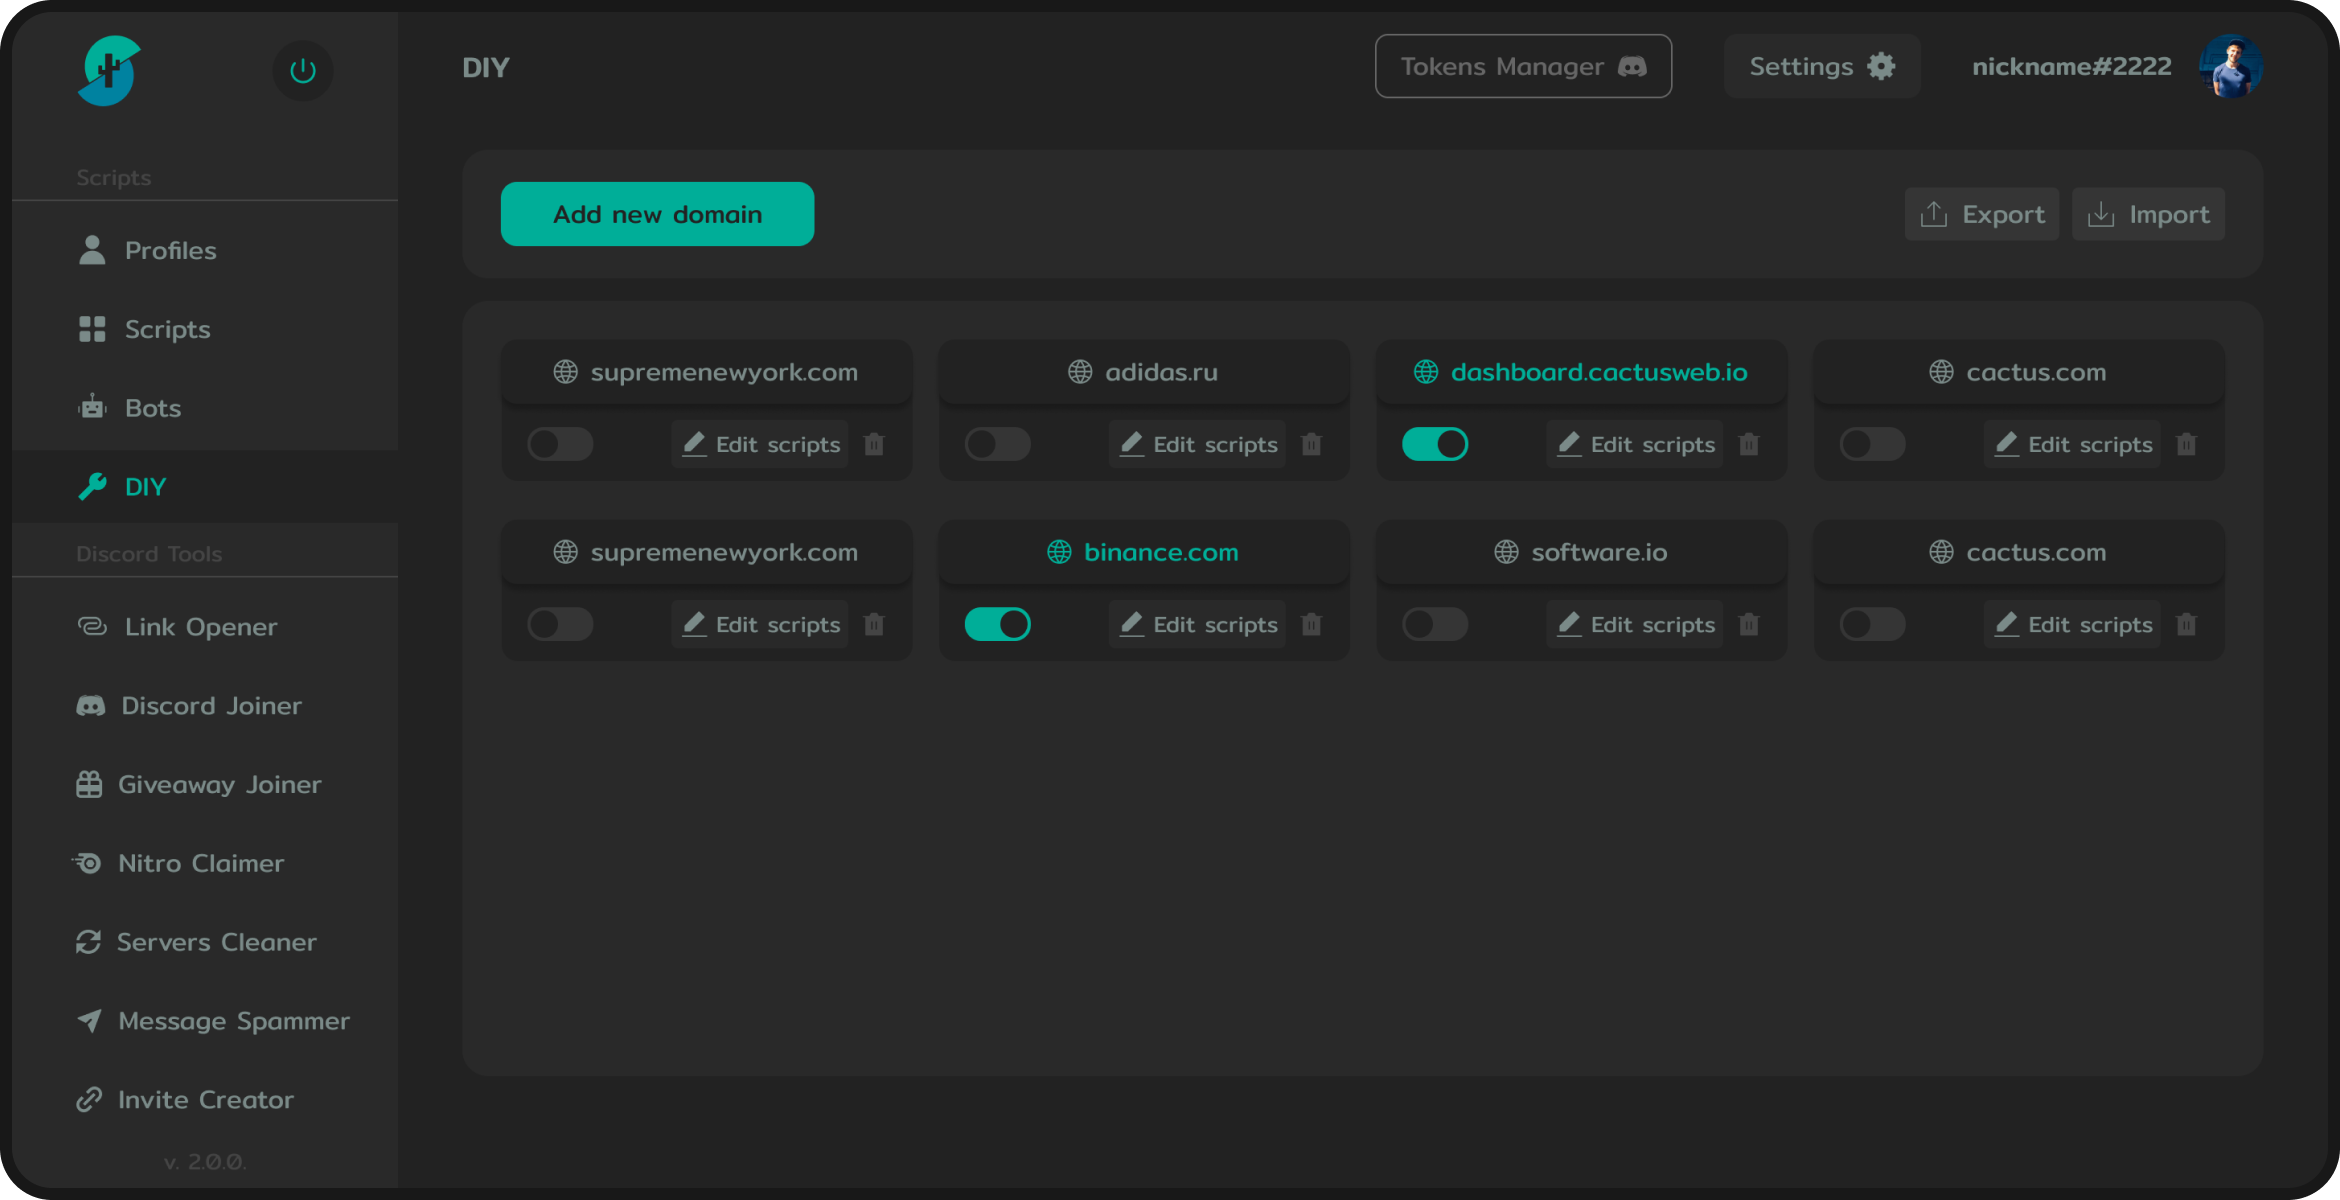 DIY
Tokens Manager
Settings
nickname#2222
Scripts
Profiles
Scripts
Bots
DIY
Discord Tools
Link Opener
Discord Joiner
Giveaway Joiner
Nitro Claimer
Servers Cleaner
Message Spammer
Invite Creator
v. 2.0.0.
Add new domain
Export
Import
supremenewyork.com
Edit scripts
adidas.ru
Edit scripts
dashboard.cactusweb.io
Edit scripts
cactus.com
Edit scripts
supremenewyork.com
Edit scripts
binance.com
Edit scripts
software.io
Edit scripts
cactus.com
Edit scripts